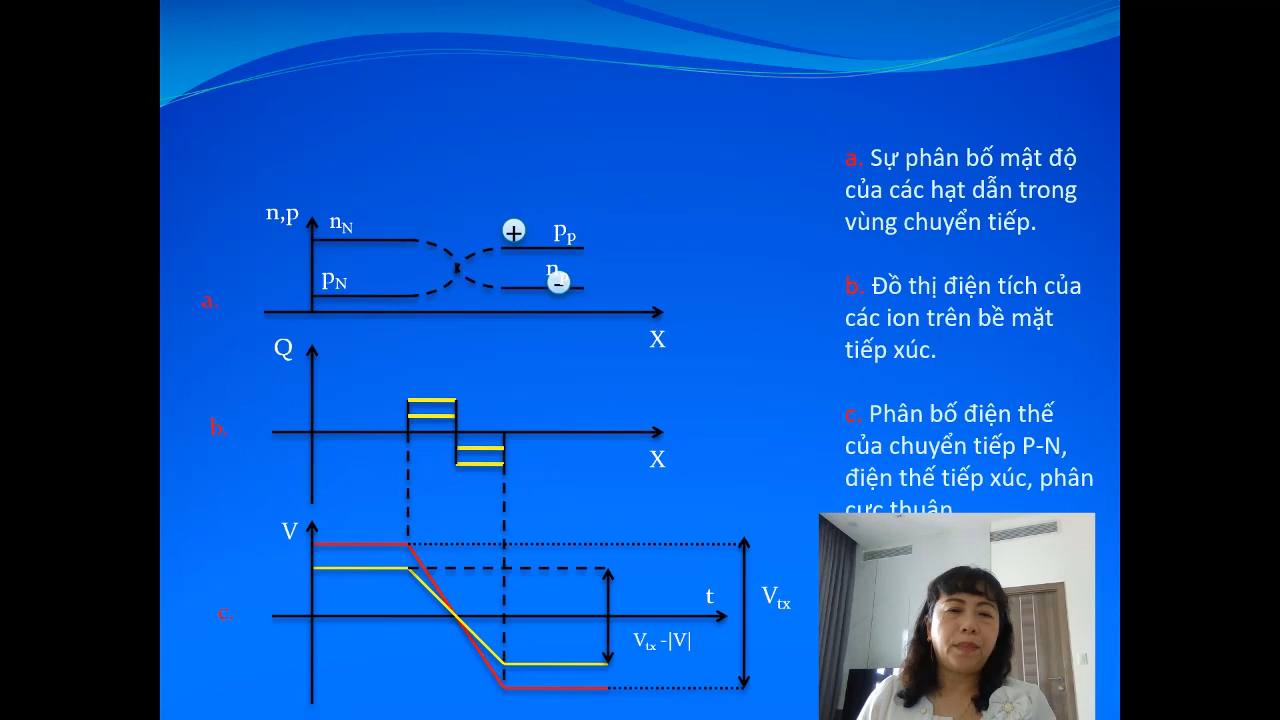 a. Sự phân bố mật độ
của các hạt dẫn trong
vùng chuyển tiếp.
b. Đồ thị điện tích của
các ion trên bề mặt
tiếp xúc.
c. Phân bố điện thế
của chuyển tiếp P-N,
điện thế tiếp xúc, phân
cực thuận
n,p
nN
+
pp
pN
n
-
a.
X
Q
b.
X
V
t
Vtx
c.
Vtx -|V|